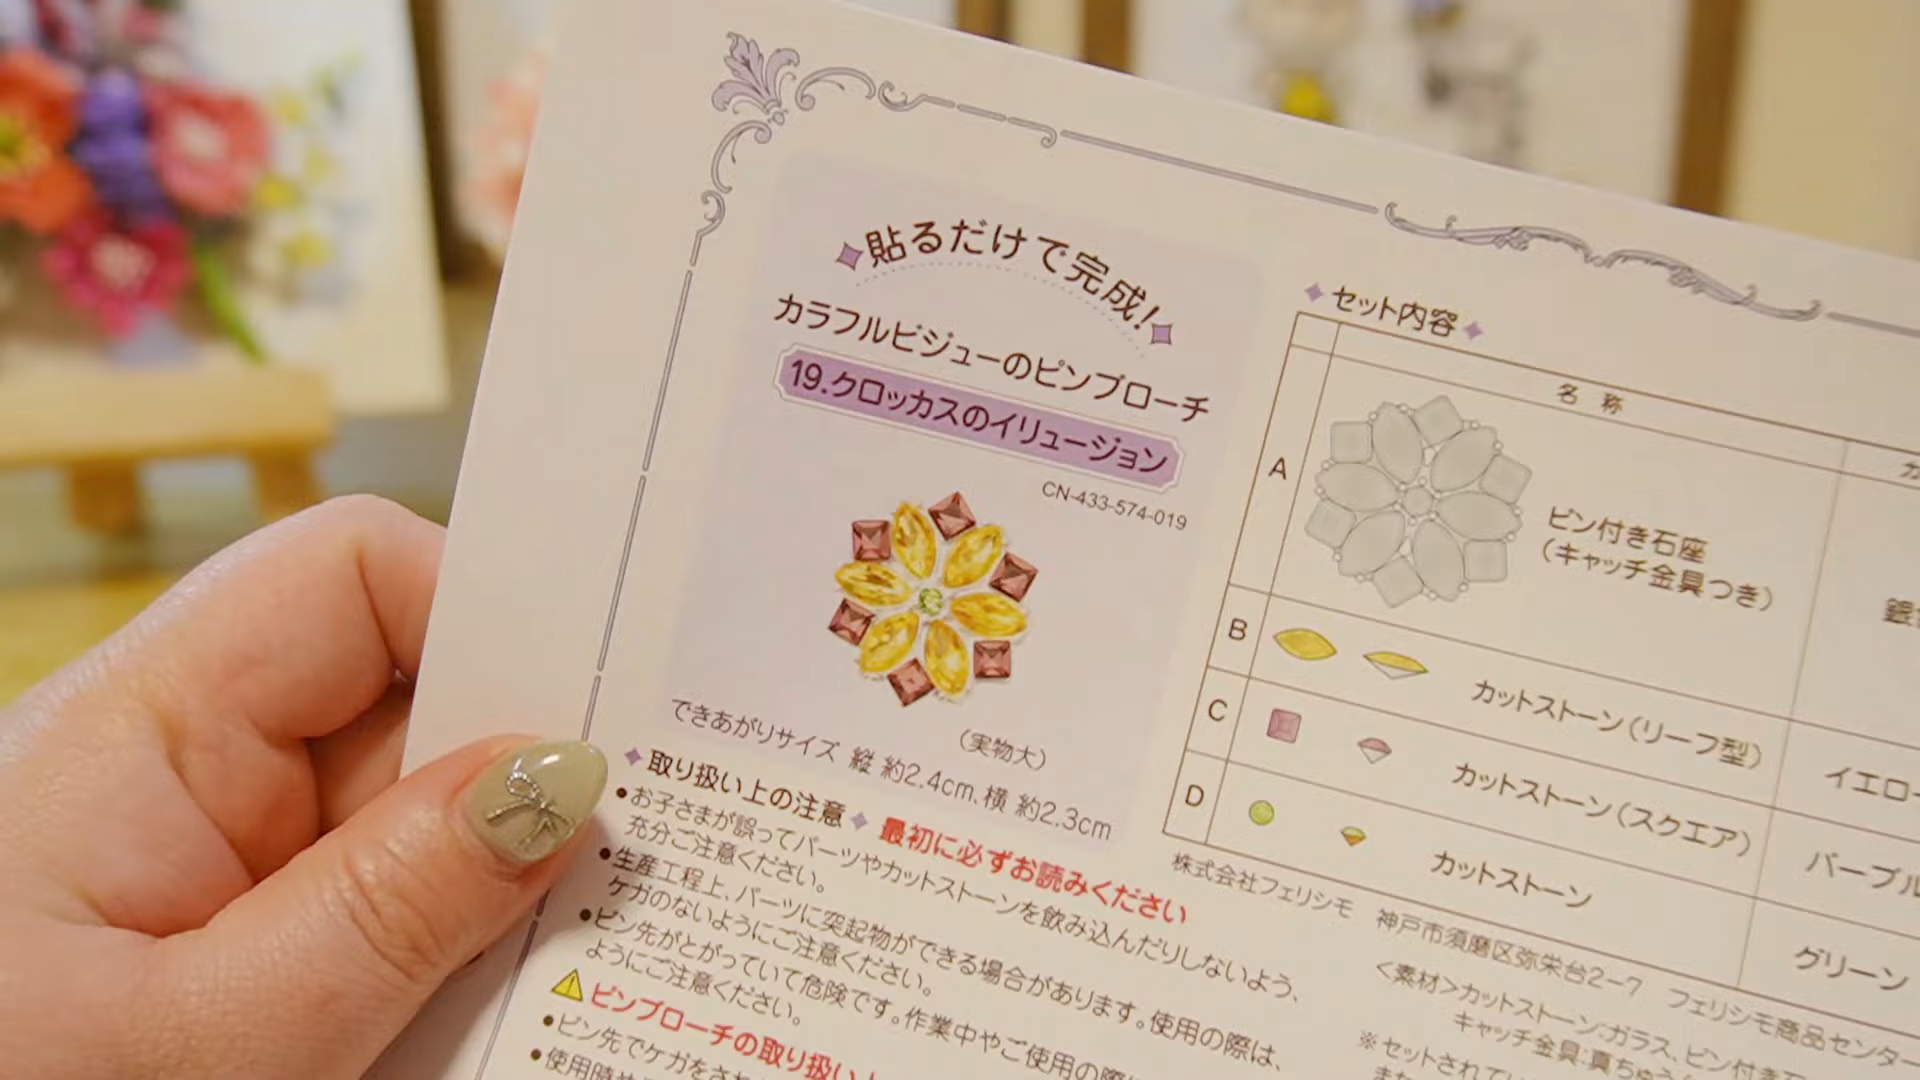 貼るだけで完成!
カラフルビジューのピンブローチ
19.クロッカスのイリュージョン
CN-433-574-019
(実物大)
できあがりサイズ 縦 約2.4cm、横 約2.3cm
取り扱い上の注意 最初に必ずお読みください
●お子さまが誤ってパーツやカットストーンを飲み込んだりしないよう、
充分ご注意ください。
●生産工程上、パーツに突起物ができる場合があります。使用の際は、
ケガのないようにご注意ください。
●ピン先がとがっていて危険です。作業中やご使用の際
ようにご注意ください。
ピンブローチの取り扱い上
●ピン先でケガをされ
●使用時
セット内容
名 称
A
ピン付き石座
(キャッチ金具つき)
銀
B
カットストーン(リーフ型)
イエロー
C
カットストーン(スクエア)
パープル
D
カットストーン
グリーン
株式会社フェリシモ 神戸市須磨区弥栄台2-7 フェリシモ商品センター
<素材>カットストーン:ガラス、ピン付き石
キャッチ金具:真ちゅう
※セットされてい
また